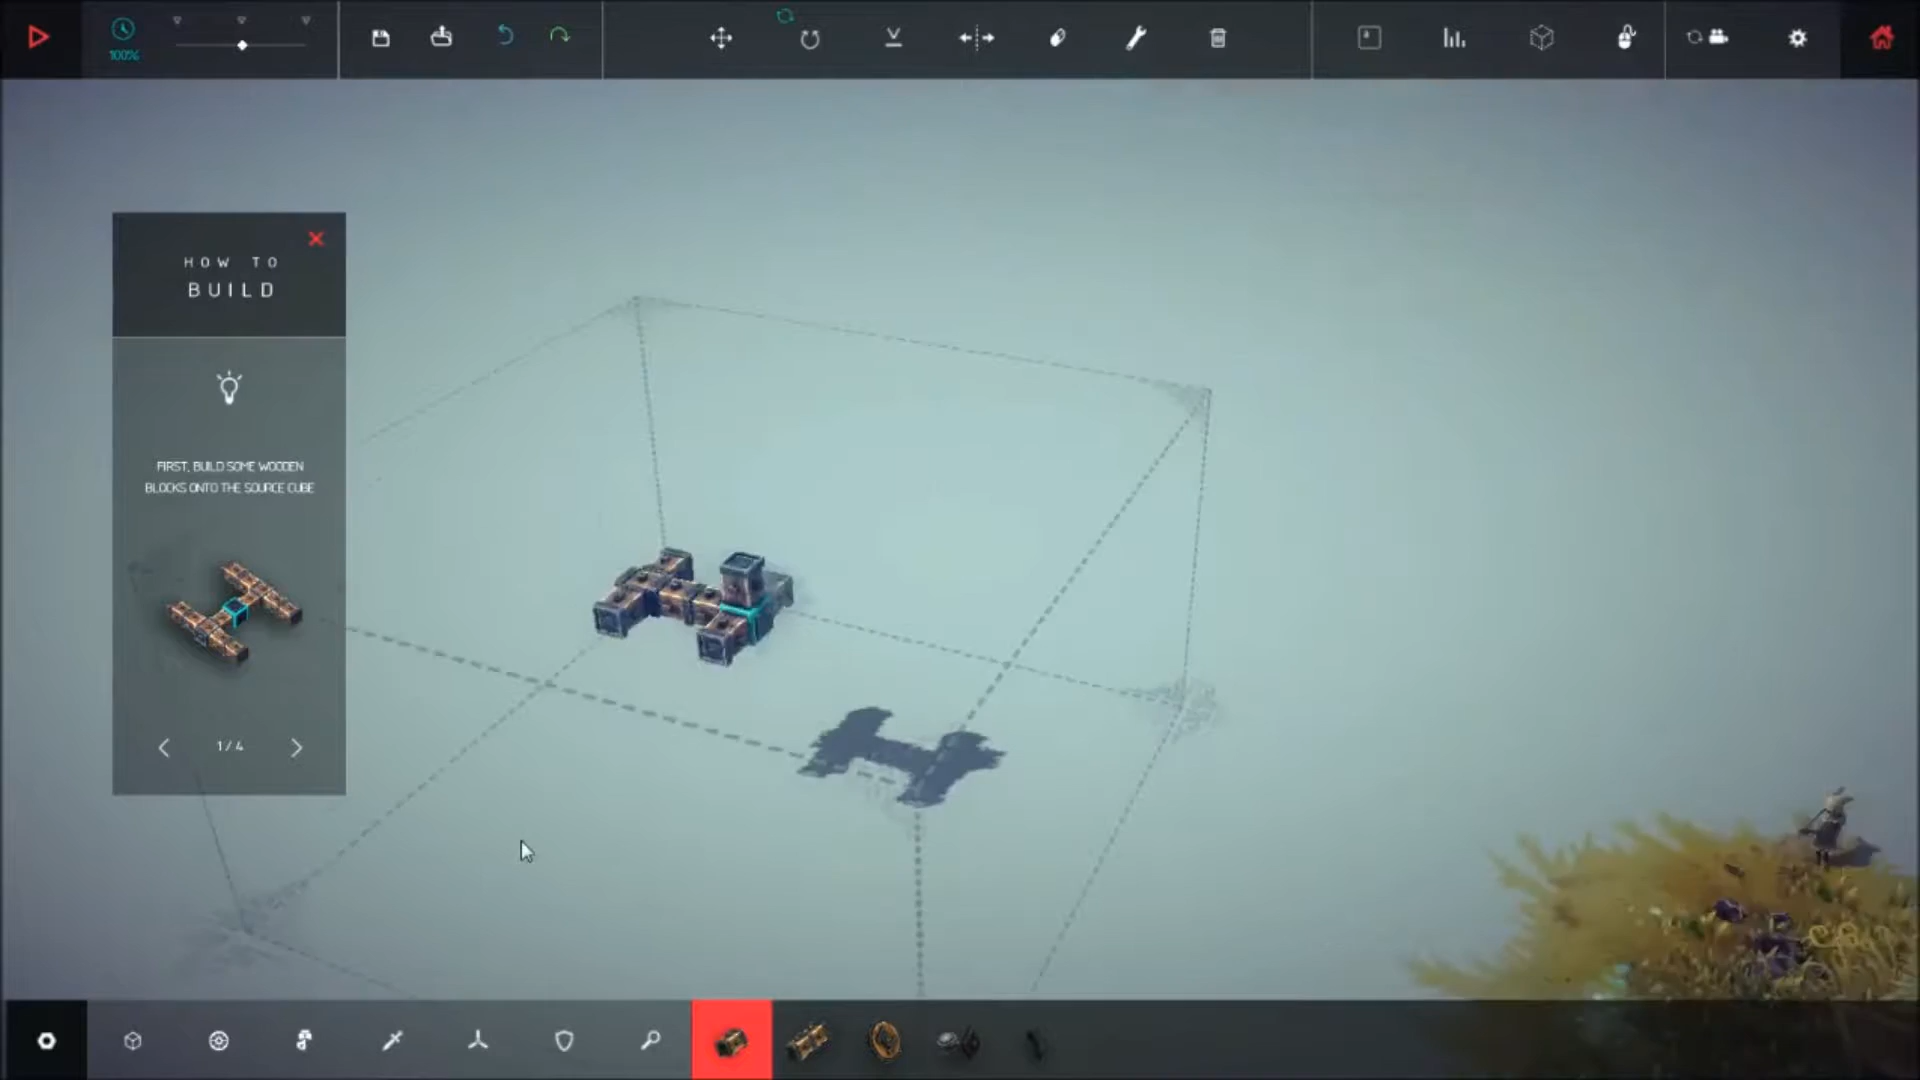 100%
HOW TO
BUILD
FIRST, BUILD SOME WOODEN
BLOCKS ONTO THE SOURCE CUBE
1/4